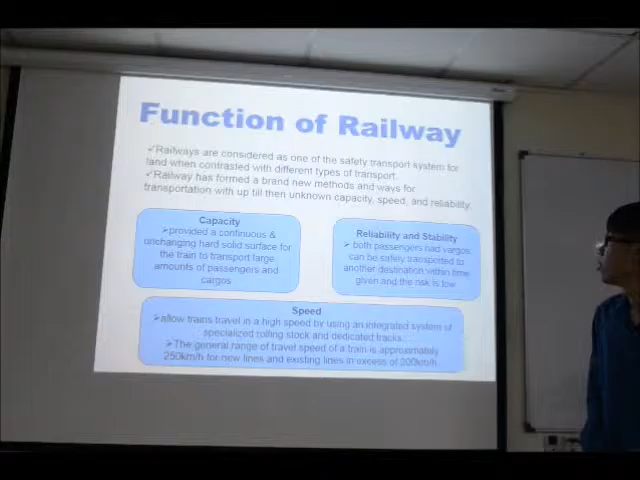 Function of Railway
✓Railways are considered as one of the safety transport system for
land when contrasted with different types of transport.
✓Railway has formed a brand new methods and ways for
transportation with up till then unknown capacity, speed, and reliability.
Capacity
➢provided a continuous &
unchanging hard solid surface for
the train to transport large
amounts of passengers and
cargos
Reliability and Stability
➢ both passengers nad vargos
can be safely transported to
another destination within time
given and the risk is low
Speed
➢allow trains travel in a high speed by using an integrated system of
specialized rolling stock and dedicated tracks.
➢The general range of travel speed of a train is approximately
250km/h for new lines and existing lines in excess of 200km/h